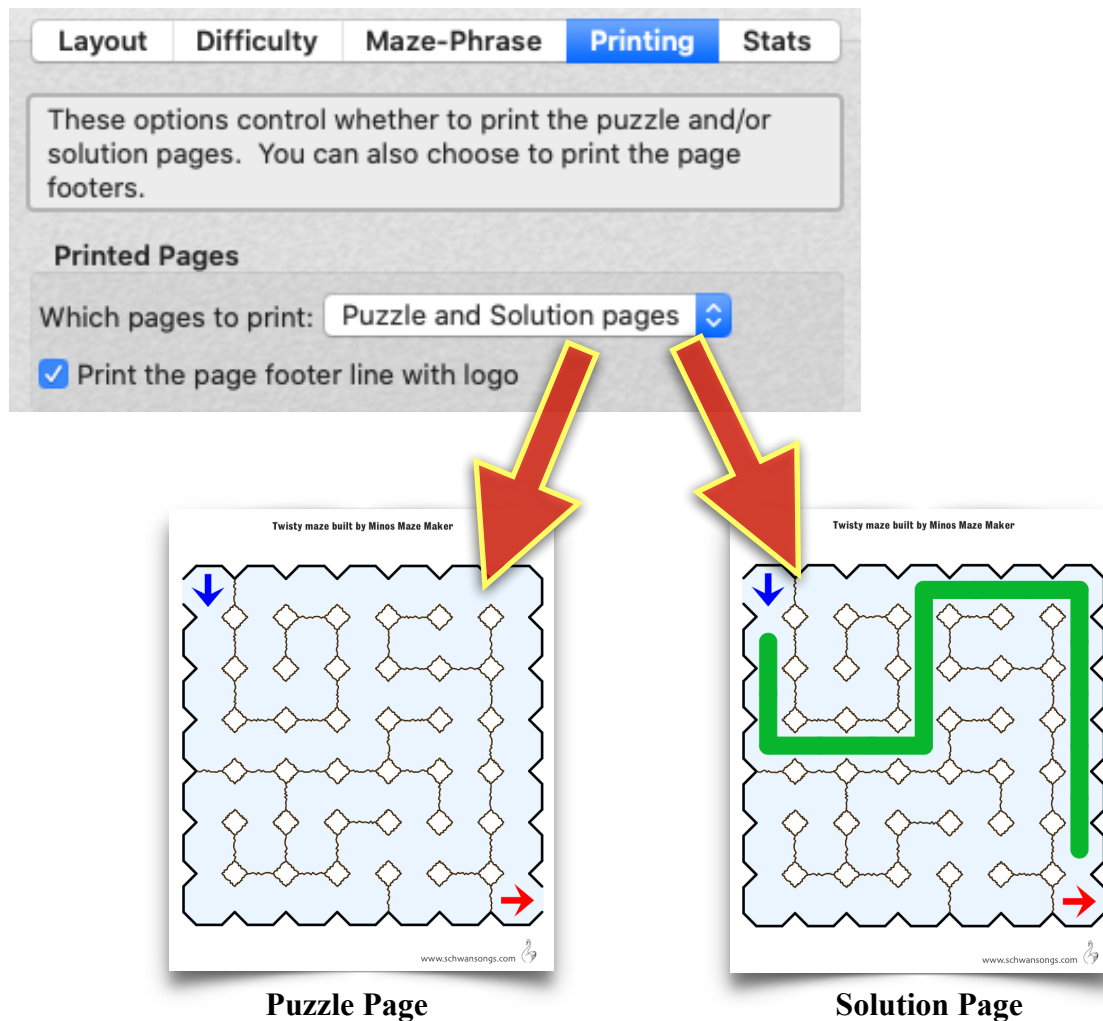 Layout Difficulty Maze-Phrase Printing Stats
These options control whether to print the puzzle and/or
solution pages.  You can also choose to print the page
footers.
Printed Pages
Which pages to print: Puzzle and Solution pages
Print the page footer line with logo
Twisty maze built by Minos Maze Maker
Twisty maze built by Minos Maze Maker
www.schwansongs.com
www.schwansongs.com
Puzzle Page
Solution Page